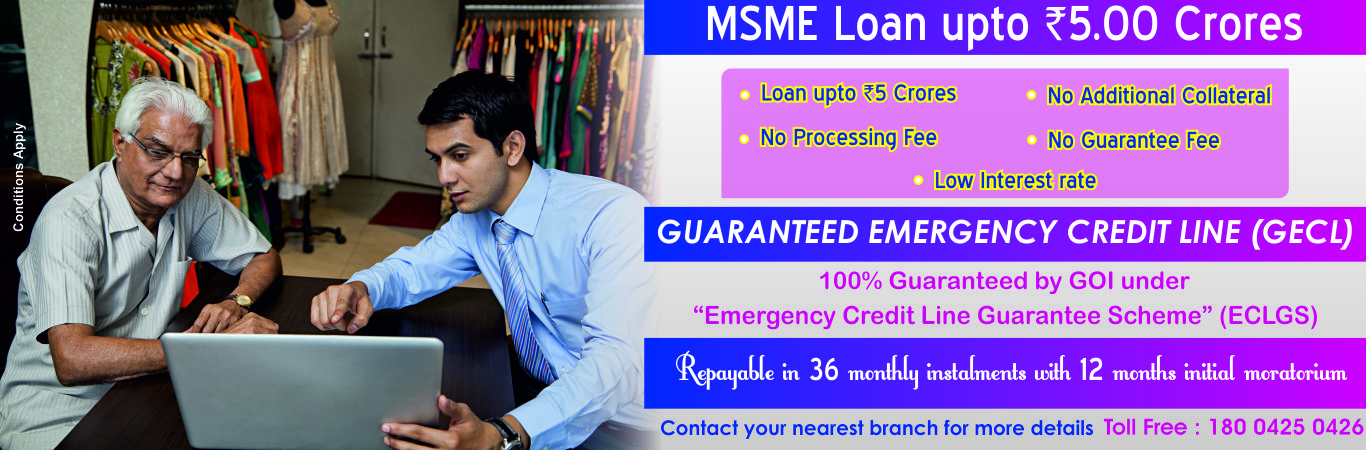 Conditions Apply
MSME Loan upto ₹5.00 Crores
• Loan upto ₹5 Crores
• No Additional Collateral
• No Processing Fee
• No Guarantee Fee
• Low Interest rate
GUARANTEED EMERGENCY CREDIT LINE (GECL)
100% Guaranteed by GOI under
“Emergency Credit Line Guarantee Scheme” (ECLGS)
Repayable in 36 monthly instalments with 12 months initial moratorium
Contact your nearest branch for more details Toll Free : 180 0425 0426